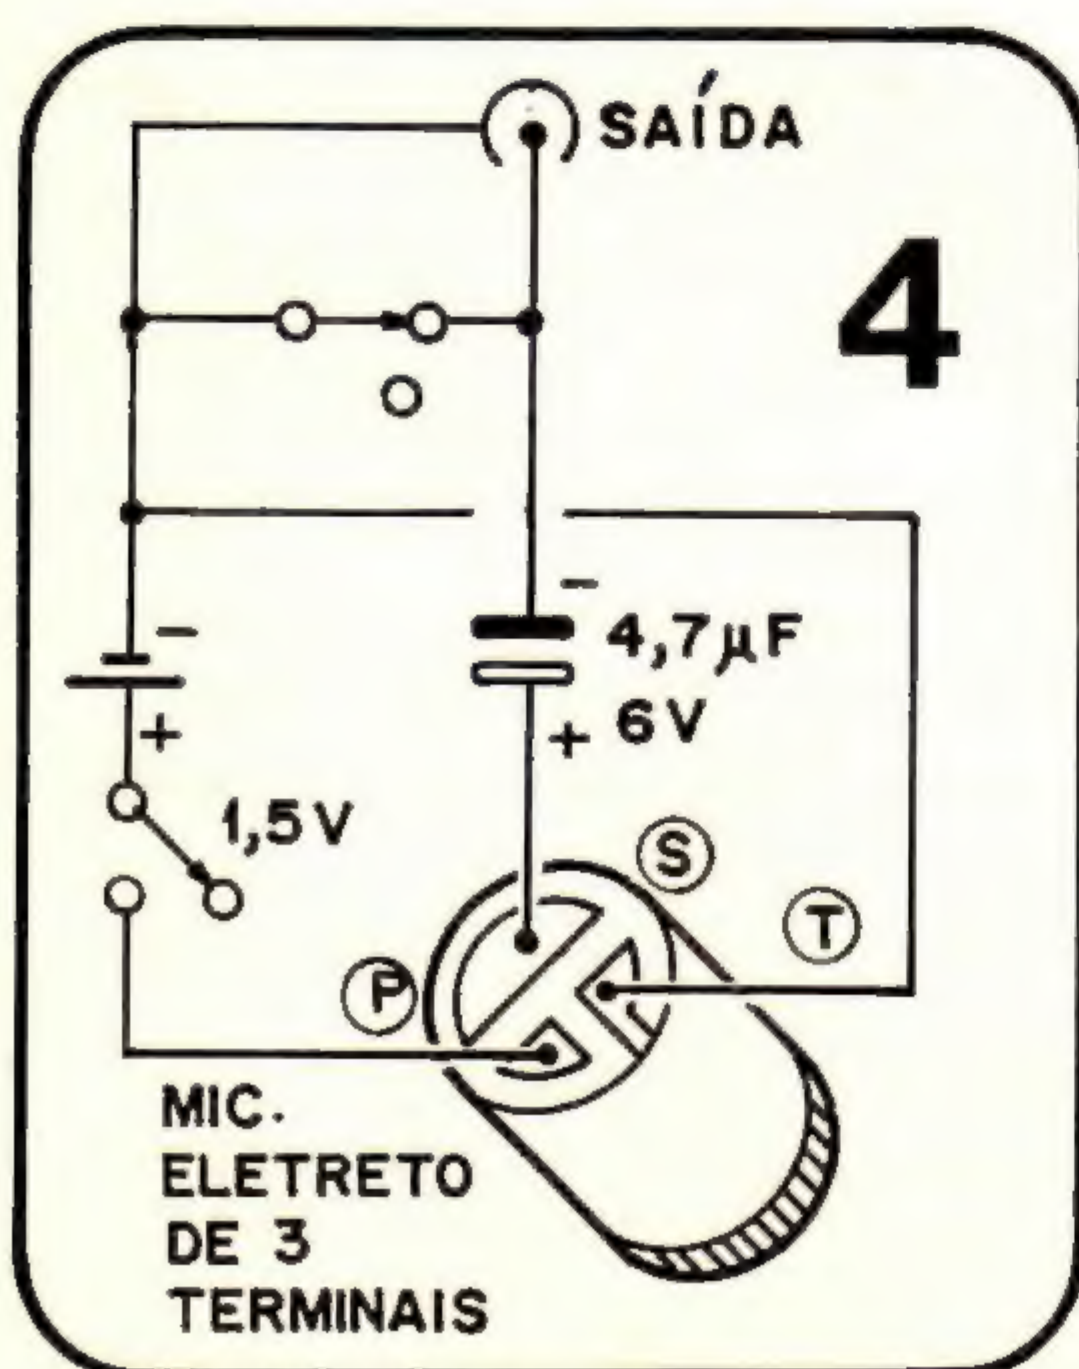 SAÍDA
4
-
-
4,7µF
+
+ 6V
1,5V
S
T
P
MIC.
ELETRETO
DE 3
TERMINAIS